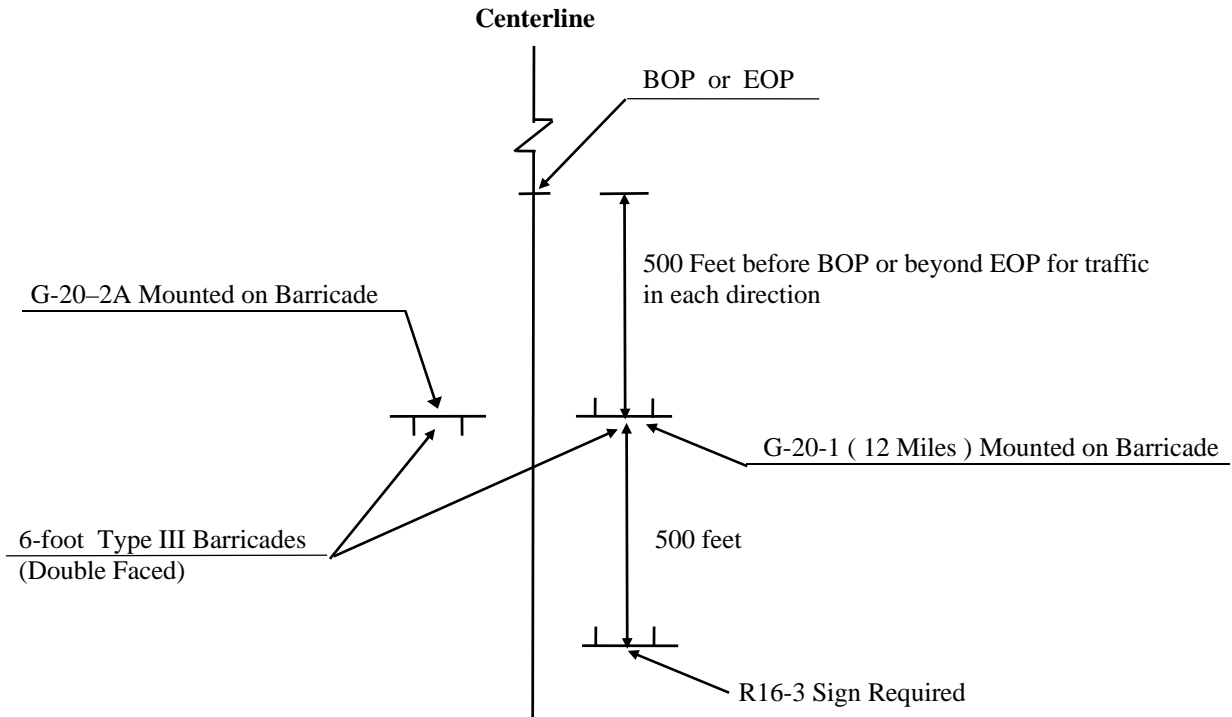 Centerline
BOP or EOP
500 Feet before BOP or beyond EOP for traffic
in each direction
G-20–2A Mounted on Barricade
G-20-1 ( 12 Miles ) Mounted on Barricade
6-foot Type III Barricades
(Double Faced)
500 feet
R16-3 Sign Required